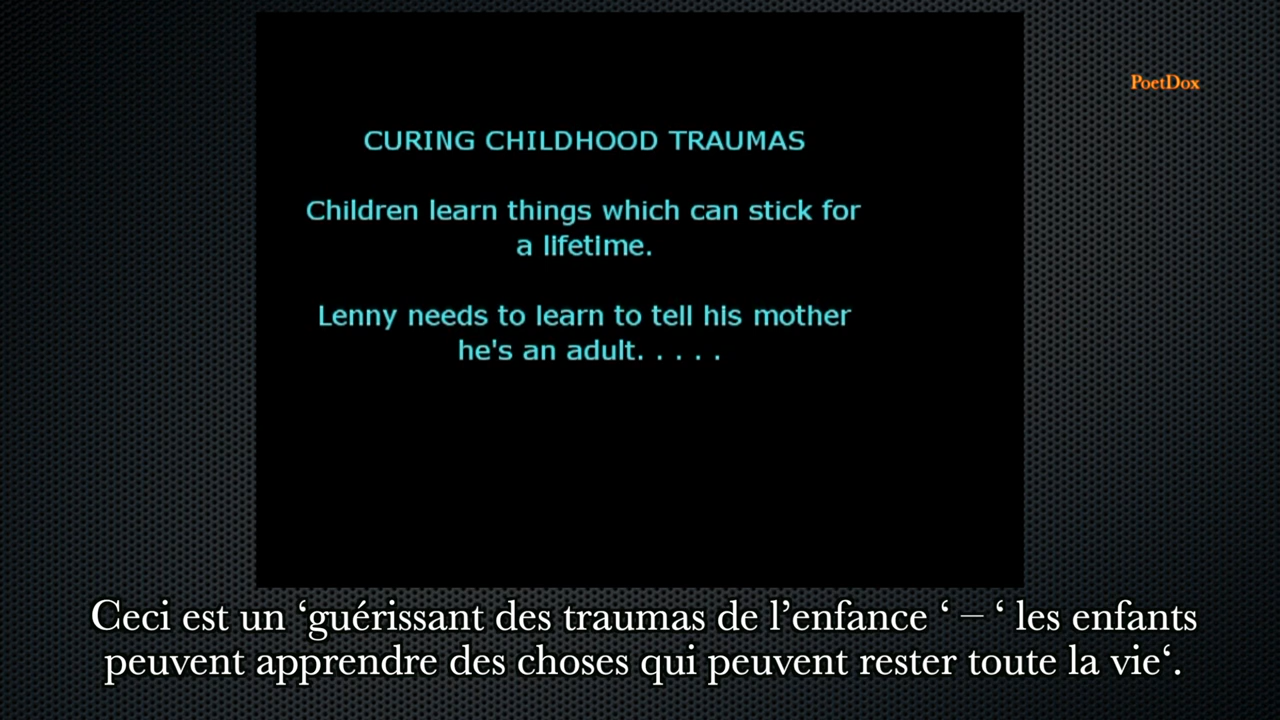 PoetDox
CURING CHILDHOOD TRAUMAS
Children learn things which can stick for
a lifetime.
Lenny needs to learn to tell his mother
he's an adult. . . . .
Ceci est un ‘guérissant des traumas de l’enfance ‘ – ‘ les enfants
peuvent apprendre des choses qui peuvent rester toute la vie‘.